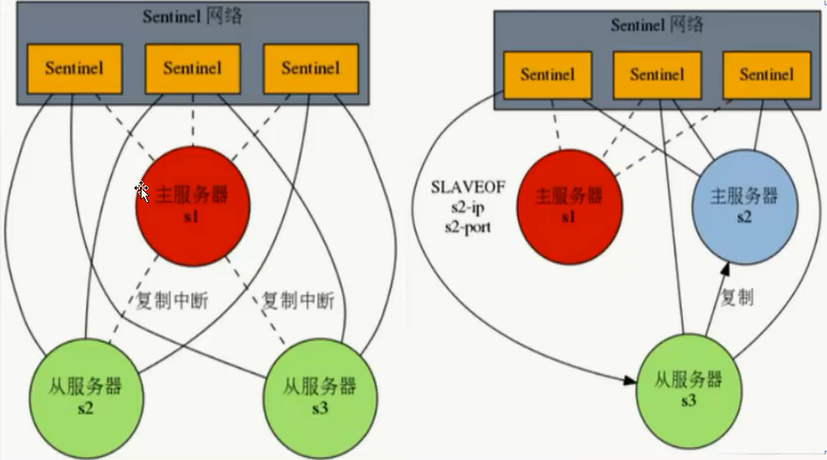 Sentinel 网络
Sentinel
Sentinel
Sentinel
主服务器
s1
复制中断
复制中断
从服务器
s2
从服务器
s3
Sentinel 网络
Sentinel
Sentinel
Sentinel
SLAVEOF
s2-ip
s2-port
主服务器
s1
主服务器
s2
复制
从服务器
s3